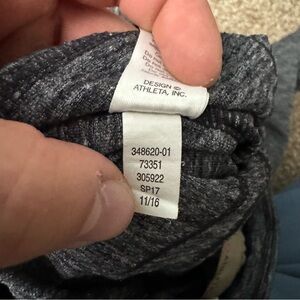 DESIGN ©
ATHLETA, INC.
348620-01
73351
305922
SP17
11/16